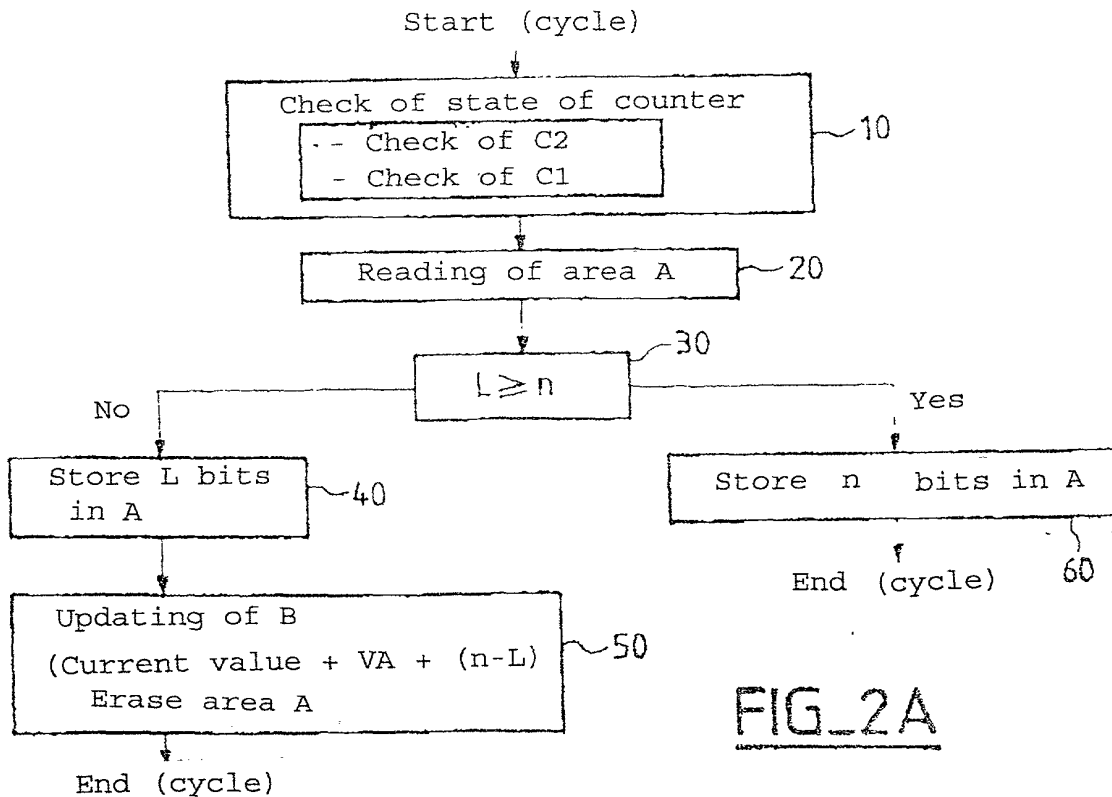 Start (cycle)
Check of state of counter
- Check of C2
- Check of C1
10
Reading of area A
20
30
L ⩾ n
No
Yes
Store L bits
in A
40
Store n bits in A
60
End (cycle)
Updating of B
(Current value + VA + (n-L)
Erase area A
50
End (cycle)
FIG_2A